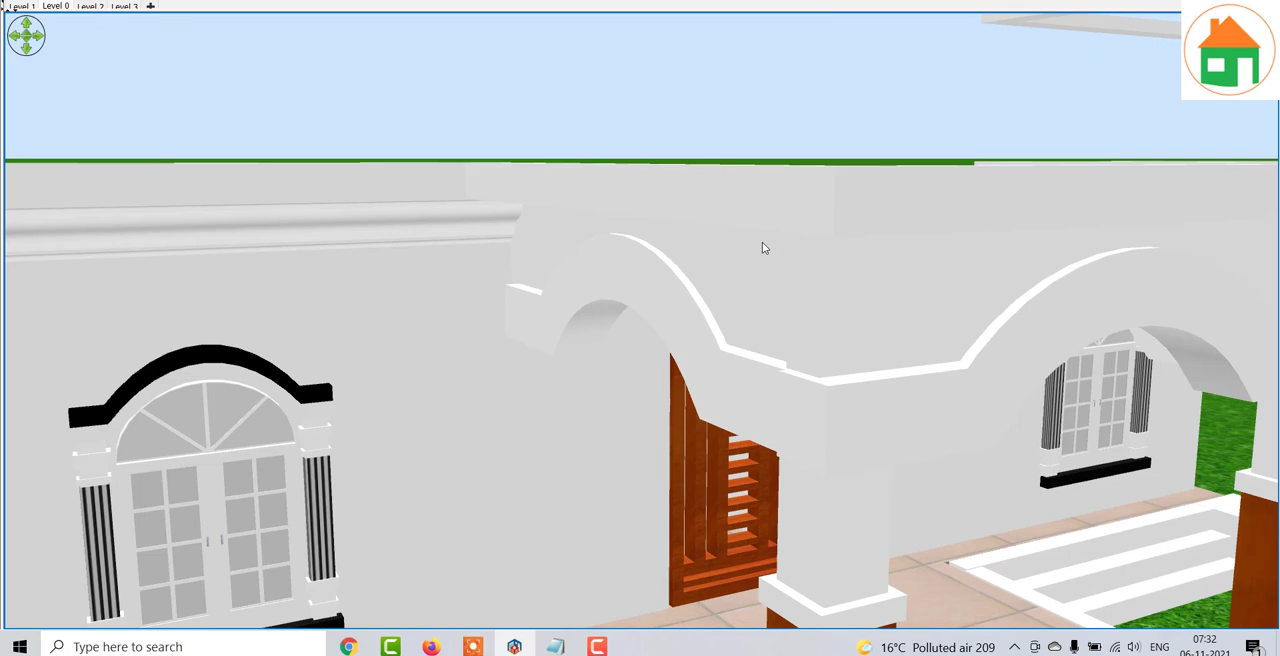 Level 1 Level 0 Level 2 Level 3
Type here to search
16°C Polluted air 209
ENG
07:32
06-11-2021
1